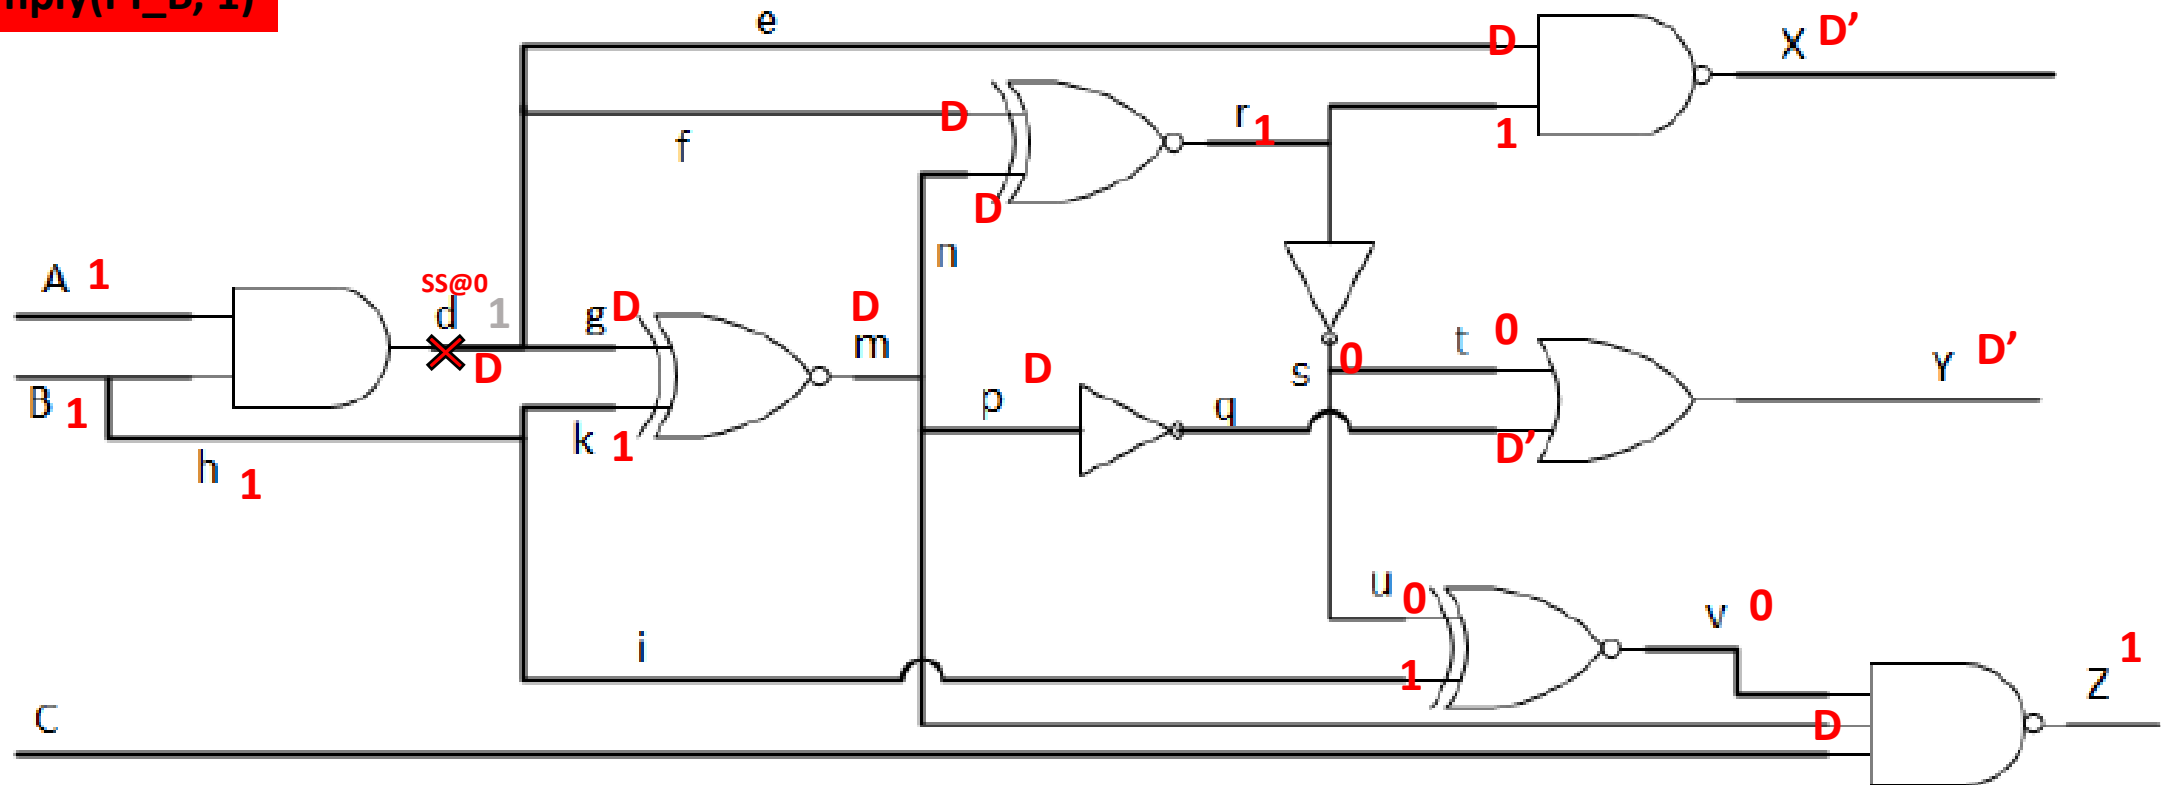 e
D
X D’
D
f
r 1
1
D
n
A 1
SS@0
d 1
g D
D
m
D
B 1
k 1
h 1
p D
q
s 0
t 0
D’
Y D’
i
u 0
1
v 0
Z 1
C
D